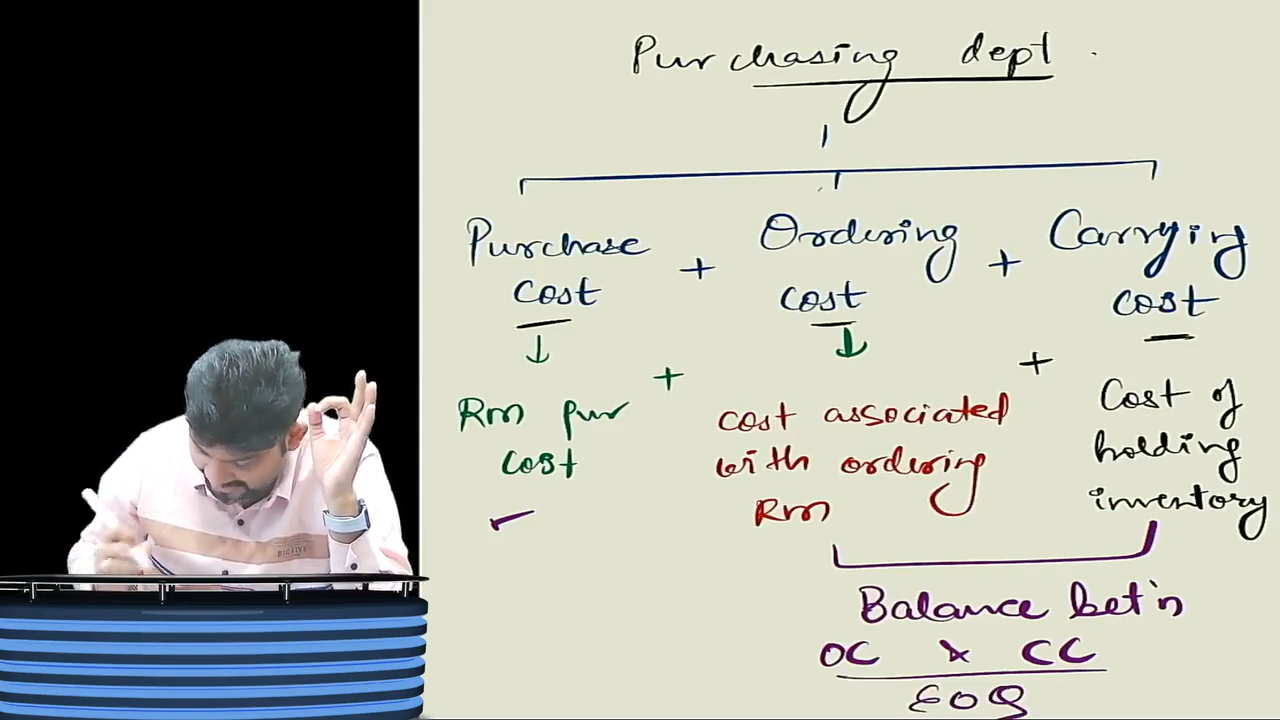 Purchasing dept.
Purchase cost + Ordering cost + Carrying cost
Rm pur cost + cost associated with ordering Rm + Cost of holding inventory
Balance bet'n
OC & CC
EOQ
BIGFIVE